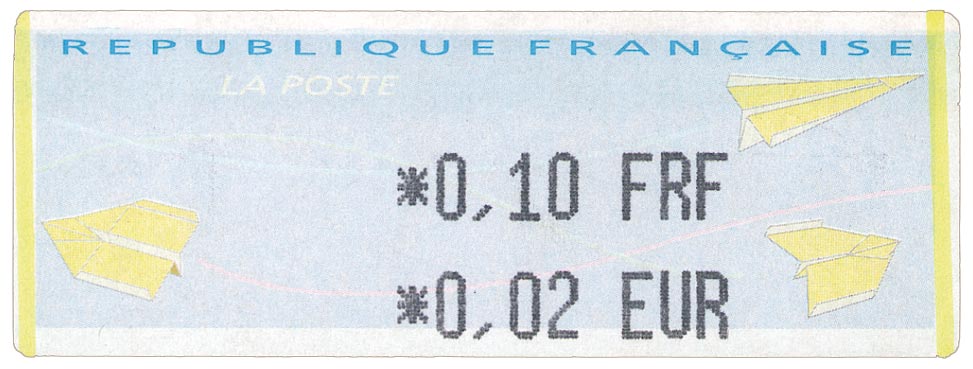 REPUBLIQUE FRANÇAISE
LA POSTE
*0,10 FRF
*0,02 EUR